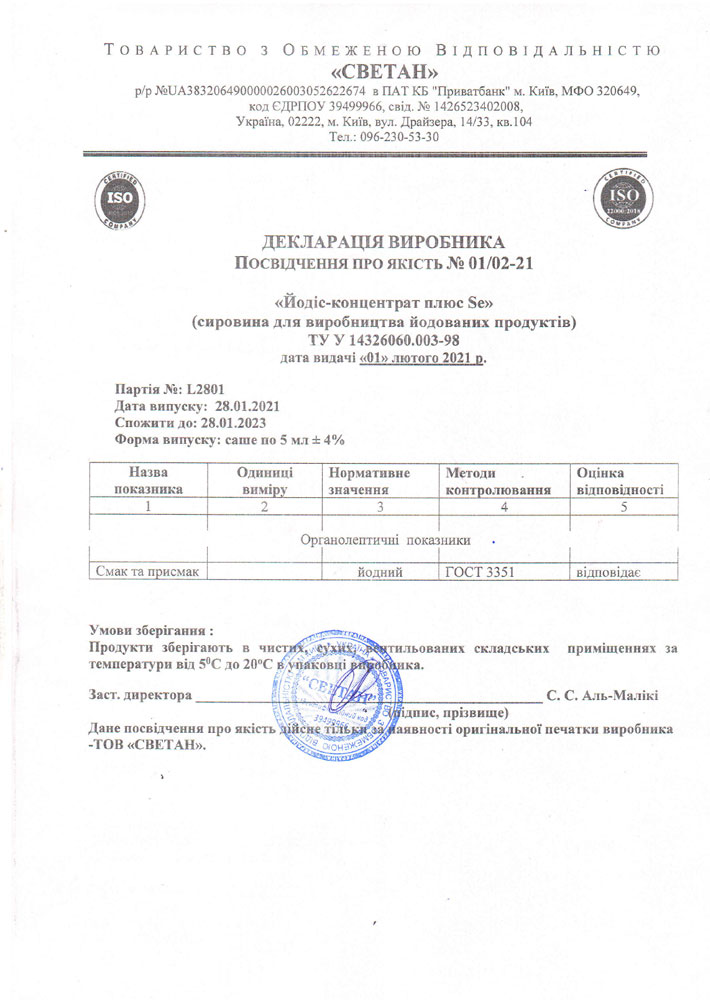 Товариство з Обмеженою Відповідальністю
«СВЕТАН»
р/р №UA383206490000026003052622674 в ПАТ КБ "Приватбанк" м. Київ, МФО 320649,
код ЄДРПОУ 39499966, свід. № 1426523402008,
Україна, 02222, м. Київ, вул. Драйзера, 14/33, кв.104
Тел.: 096-230-53-30
CERTIFIED ISO COMPANY
CERTIFIED ISO 22000:2018 COMPANY
ДЕКЛАРАЦІЯ ВИРОБНИКА
Посвідчення про якість № 01/02-21
«Йодіс-концентрат плюс Se»
(сировина для виробництва йодованих продуктів)
ТУ У 14326060.003-98
дата видачі «01» лютого 2021 р.
Партія №: L2801
Дата випуску: 28.01.2021
Спожити до: 28.01.2023
Форма випуску: саше по 5 мл ± 4%
Назва показника Одиниці виміру Нормативне значення Методи контролювання Оцінка відповідності
1 2 3 4 5
Органолептичні показники
Смак та присмак йодний ГОСТ 3351 відповідає
Умови зберігання :
Продукти зберігають в чистих, сухих, вентильованих складських приміщеннях за
температури від 5⁰С до 20ºС в упаковці виробника.
Заст. директора С. С. Аль-Малікі
(підпис, прізвище)
Дане посвідчення про якість дійсне тільки за наявності оригінальної печатки виробника
-ТОВ «СВЕТАН».
"СВЕТАН"
39499966